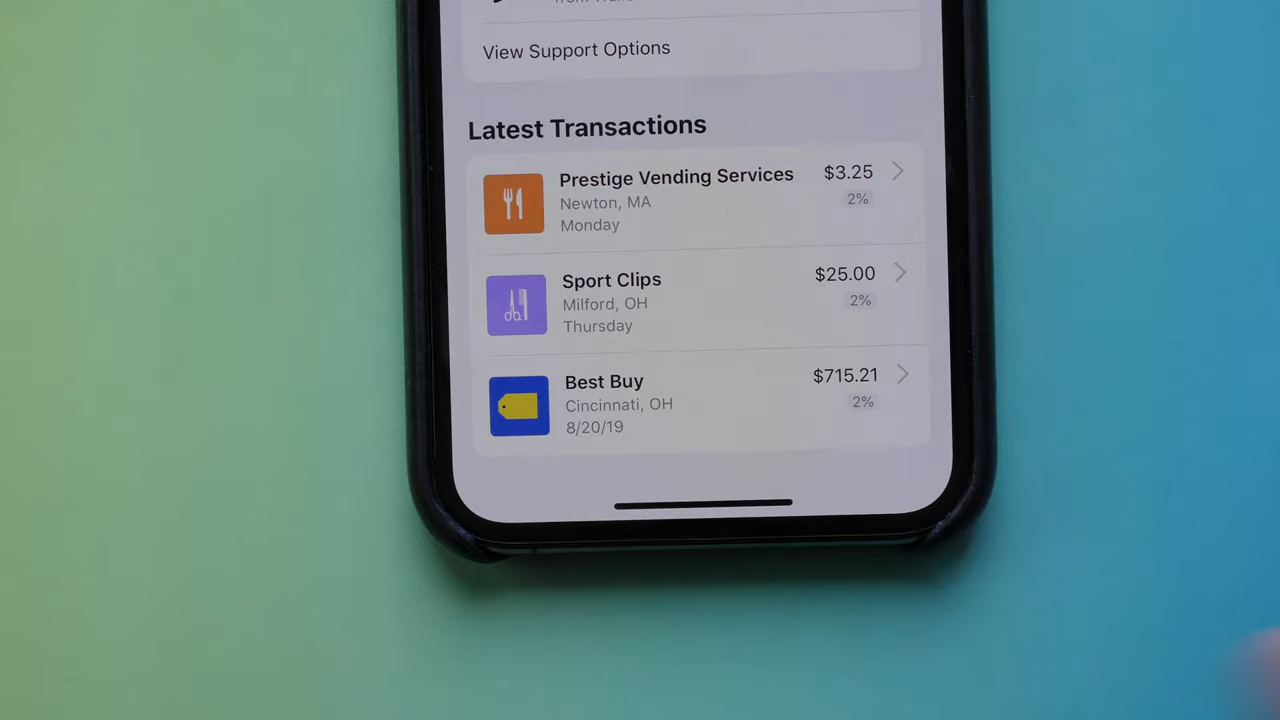 View Support Options
Latest Transactions
Prestige Vending Services $3.25
Newton, MA 2%
Monday
Sport Clips $25.00
Milford, OH 2%
Thursday
Best Buy $715.21
Cincinnati, OH 2%
8/20/19